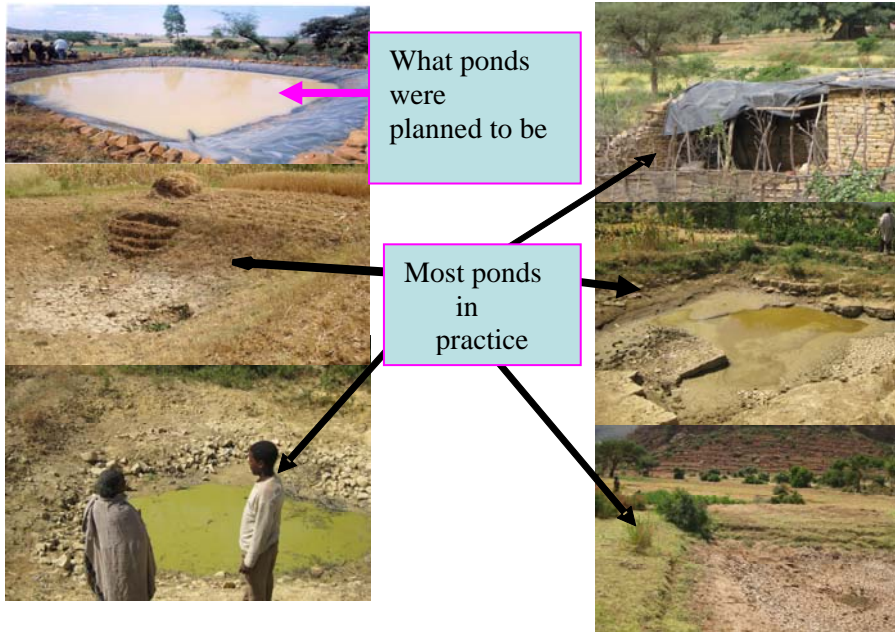 What ponds
were
planned to be
Most ponds
in
practice